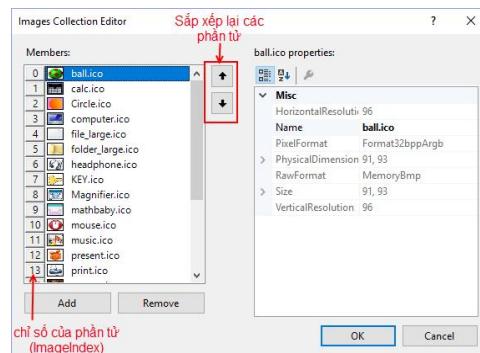 Images Collection Editor
?
Sắp xếp lại các
phần tử
Members:
ball.ico properties:
0 ball.ico
1 calc.ico
2 Circle.ico
3 computer.ico
4 file_large.ico
5 folder_large.ico
6 headphone.ico
7 KEY.ico
8 Magnifier.ico
9 mathbaby.ico
10 mouse.ico
11 music.ico
12 present.ico
13 print.ico
Misc
HorizontalResoluti 96
Name ball.ico
PixelFormat Format32bppArgb
PhysicalDimension 91, 93
RawFormat MemoryBmp
Size 91, 93
VerticalResolution 96
Add
Remove
chỉ số của phần tử
(ImageIndex)
OK
Cancel